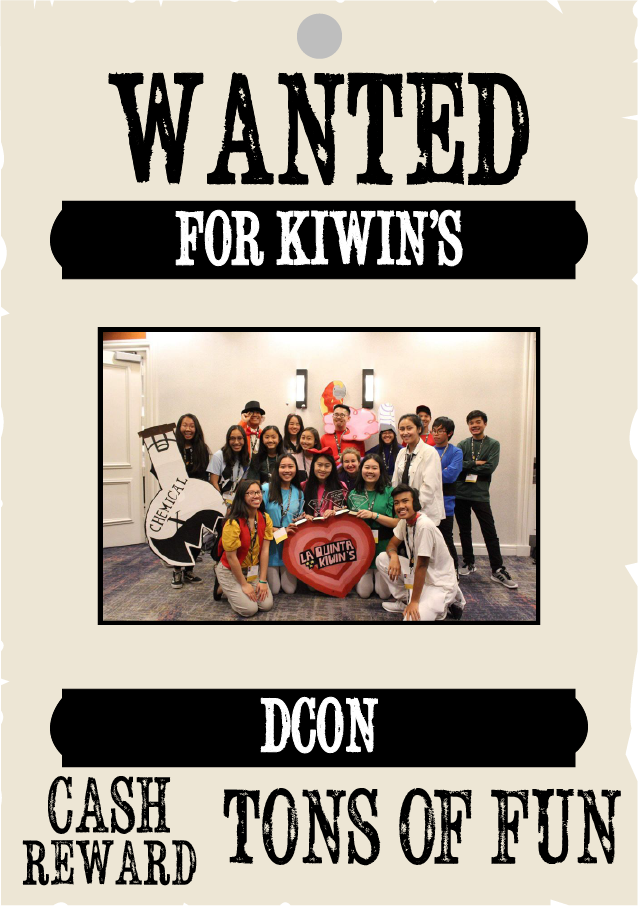 WANTED
FOR KIWIN'S
CHEMICAL
LA QUINTA
KIWIN'S
DCON
CASH
REWARD
TONS OF FUN